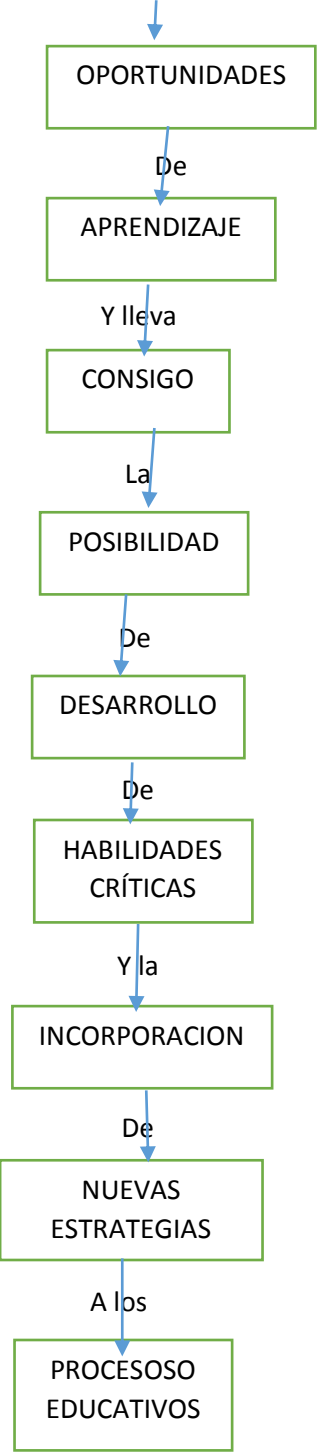 OPORTUNIDADES
De
APRENDIZAJE
Y lleva
CONSIGO
La
POSIBILIDAD
De
DESARROLLO
De
HABILIDADES
CRÍTICAS
Y la
INCORPORACION
De
NUEVAS
ESTRATEGIAS
A los
PROCESOSO
EDUCATIVOS